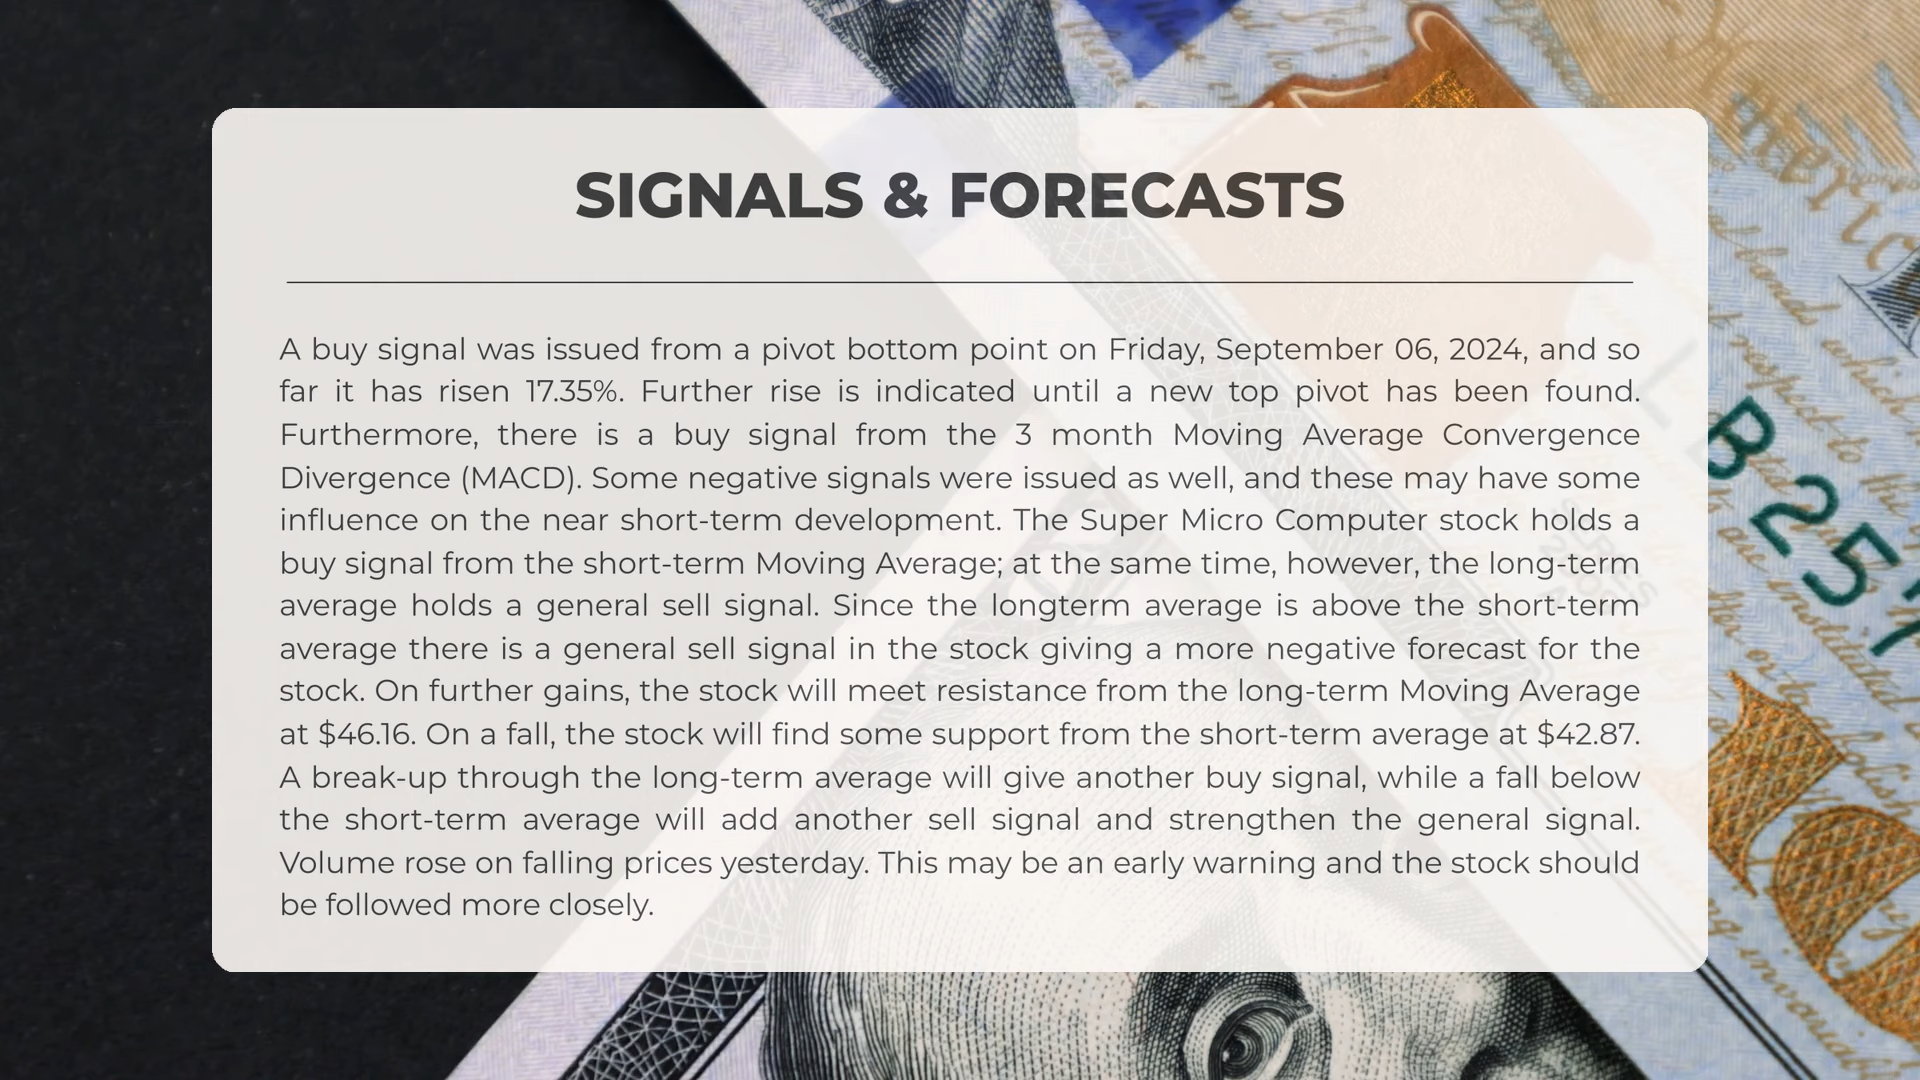 SIGNALS & FORECASTS
A buy signal was issued from a pivot bottom point on Friday, September 06, 2024, and so
far it has risen 17.35%. Further rise is indicated until a new top pivot has been found.
Furthermore, there is a buy signal from the 3 month Moving Average Convergence
Divergence (MACD). Some negative signals were issued as well, and these may have some
influence on the near short-term development. The Super Micro Computer stock holds a
buy signal from the short-term Moving Average; at the same time, however, the long-term
average holds a general sell signal. Since the longterm average is above the short-term
average there is a general sell signal in the stock giving a more negative forecast for the
stock. On further gains, the stock will meet resistance from the long-term Moving Average
at $46.16. On a fall, the stock will find some support from the short-term average at $42.87.
A break-up through the long-term average will give another buy signal, while a fall below
the short-term average will add another sell signal and strengthen the general signal.
Volume rose on falling prices yesterday. This may be an early warning and the stock should
be followed more closely.
LB257